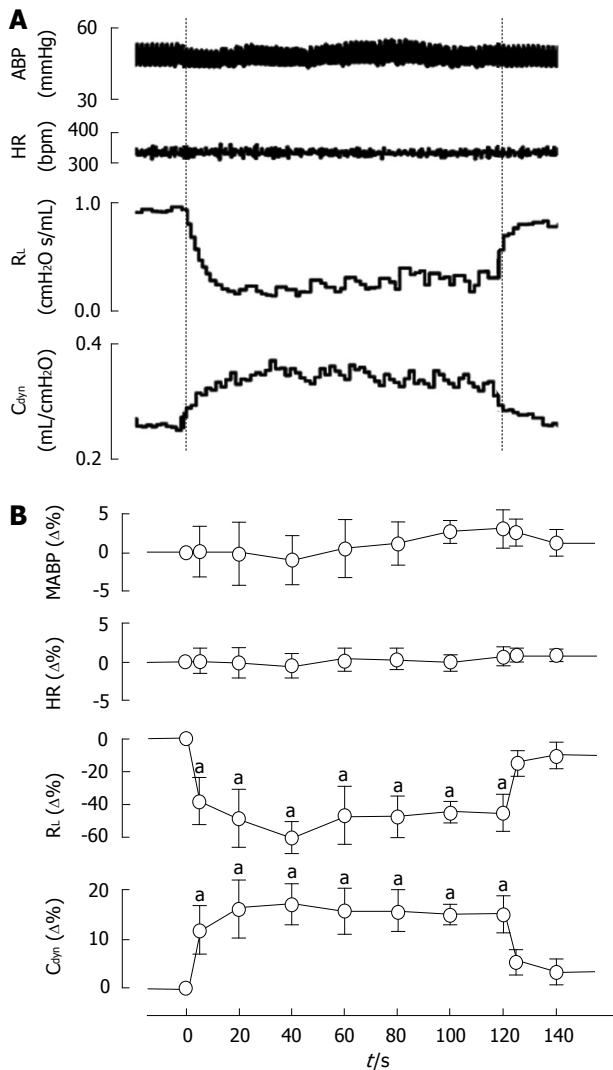 A
60
ABP
(mmHg)
30
400
HR
(bpm)
300
1.0
RL
(cmH2O s/mL)
0.0
0.4
Cdyn
(mL/cmH2O)
0.2
B
5
MABP (Δ%)
0
-5
5
HR (Δ%)
0
-5
0
RL (Δ%)
-20
-40
-60
a a a a a a a
20
Cdyn (Δ%)
10
0
a a a a a a a
0 20 40 60 80 100 120 140
t/s